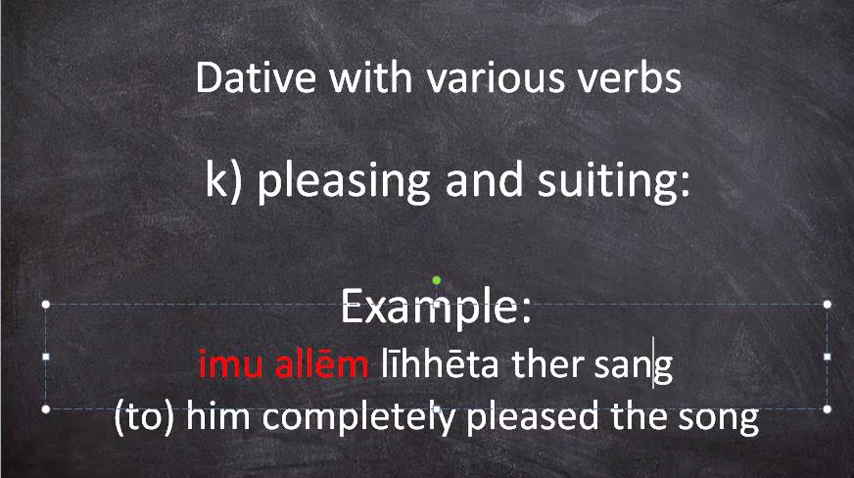 Dative with various verbs
k) pleasing and suiting:
Example:
imu allēm līhhēta ther sang
(to) him completely pleased the song